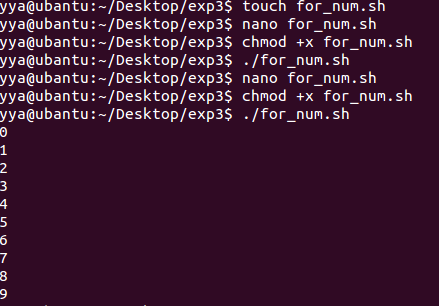 yya@ubantu:~/Desktop/exp3$ touch for_num.sh
yya@ubantu:~/Desktop/exp3$ nano for_num.sh
yya@ubantu:~/Desktop/exp3$ chmod +x for_num.sh
yya@ubantu:~/Desktop/exp3$ ./for_num.sh
yya@ubantu:~/Desktop/exp3$ nano for_num.sh
yya@ubantu:~/Desktop/exp3$ chmod +x for_num.sh
yya@ubantu:~/Desktop/exp3$ ./for_num.sh
0
1
2
3
4
5
6
7
8
9